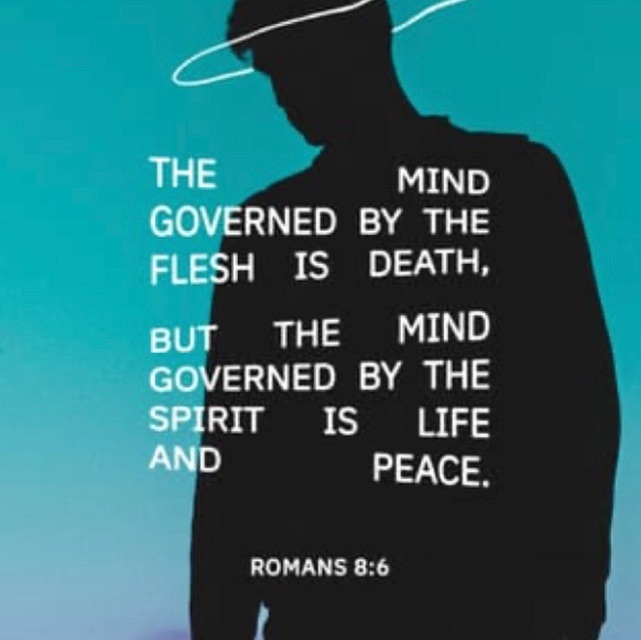 THE MIND
GOVERNED BY THE
FLESH IS DEATH,
BUT THE MIND
GOVERNED BY THE
SPIRIT IS LIFE
AND PEACE.
ROMANS 8:6